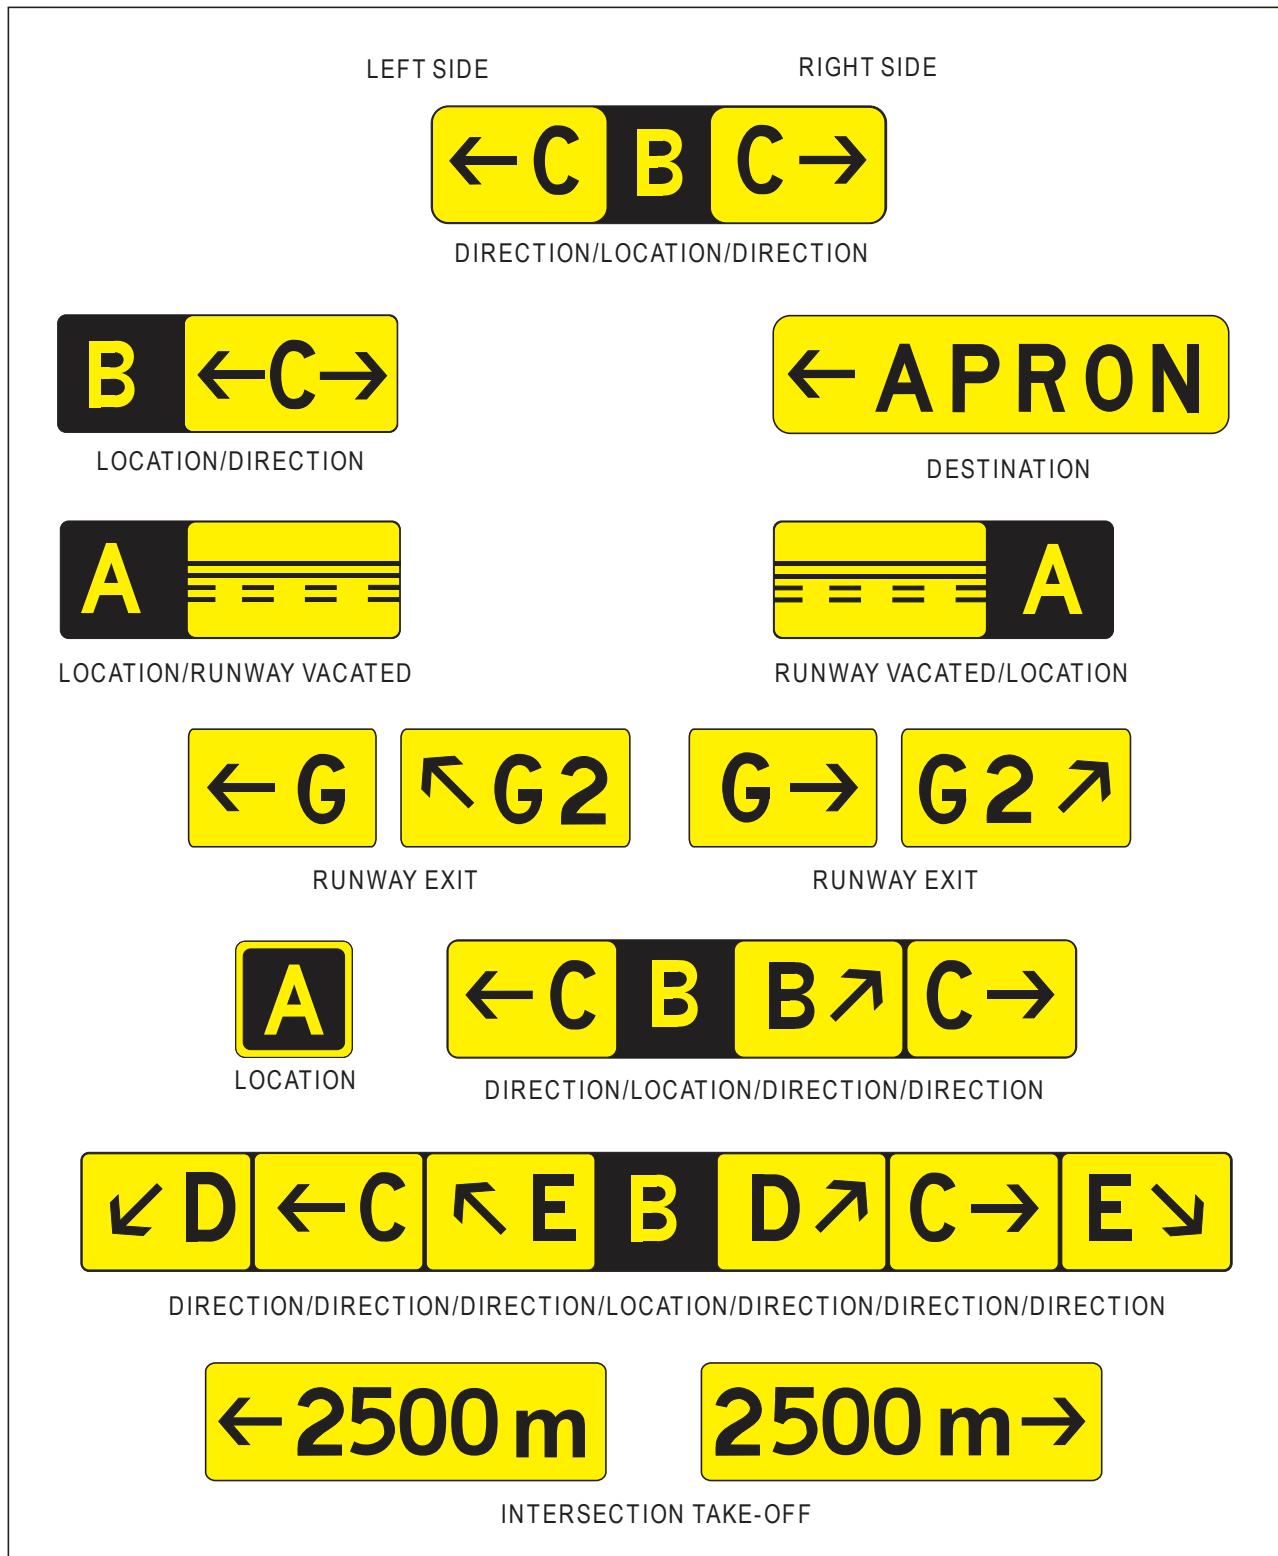 LEFT SIDE RIGHT SIDE
←C B C→
DIRECTION/LOCATION/DIRECTION
B ←C→ ← APRON
LOCATION/DIRECTION DESTINATION
A A
LOCATION/RUNWAY VACATED RUNWAY VACATED/LOCATION
←G ↖G2 G→ G2↗
RUNWAY EXIT RUNWAY EXIT
A ←C B B↗ C→
LOCATION DIRECTION/LOCATION/DIRECTION/DIRECTION
↙D ←C ↖E B D↗ C→ E↘
DIRECTION/DIRECTION/DIRECTION/LOCATION/DIRECTION/DIRECTION/DIRECTION
←2500 m 2500 m→
INTERSECTION TAKE-OFF